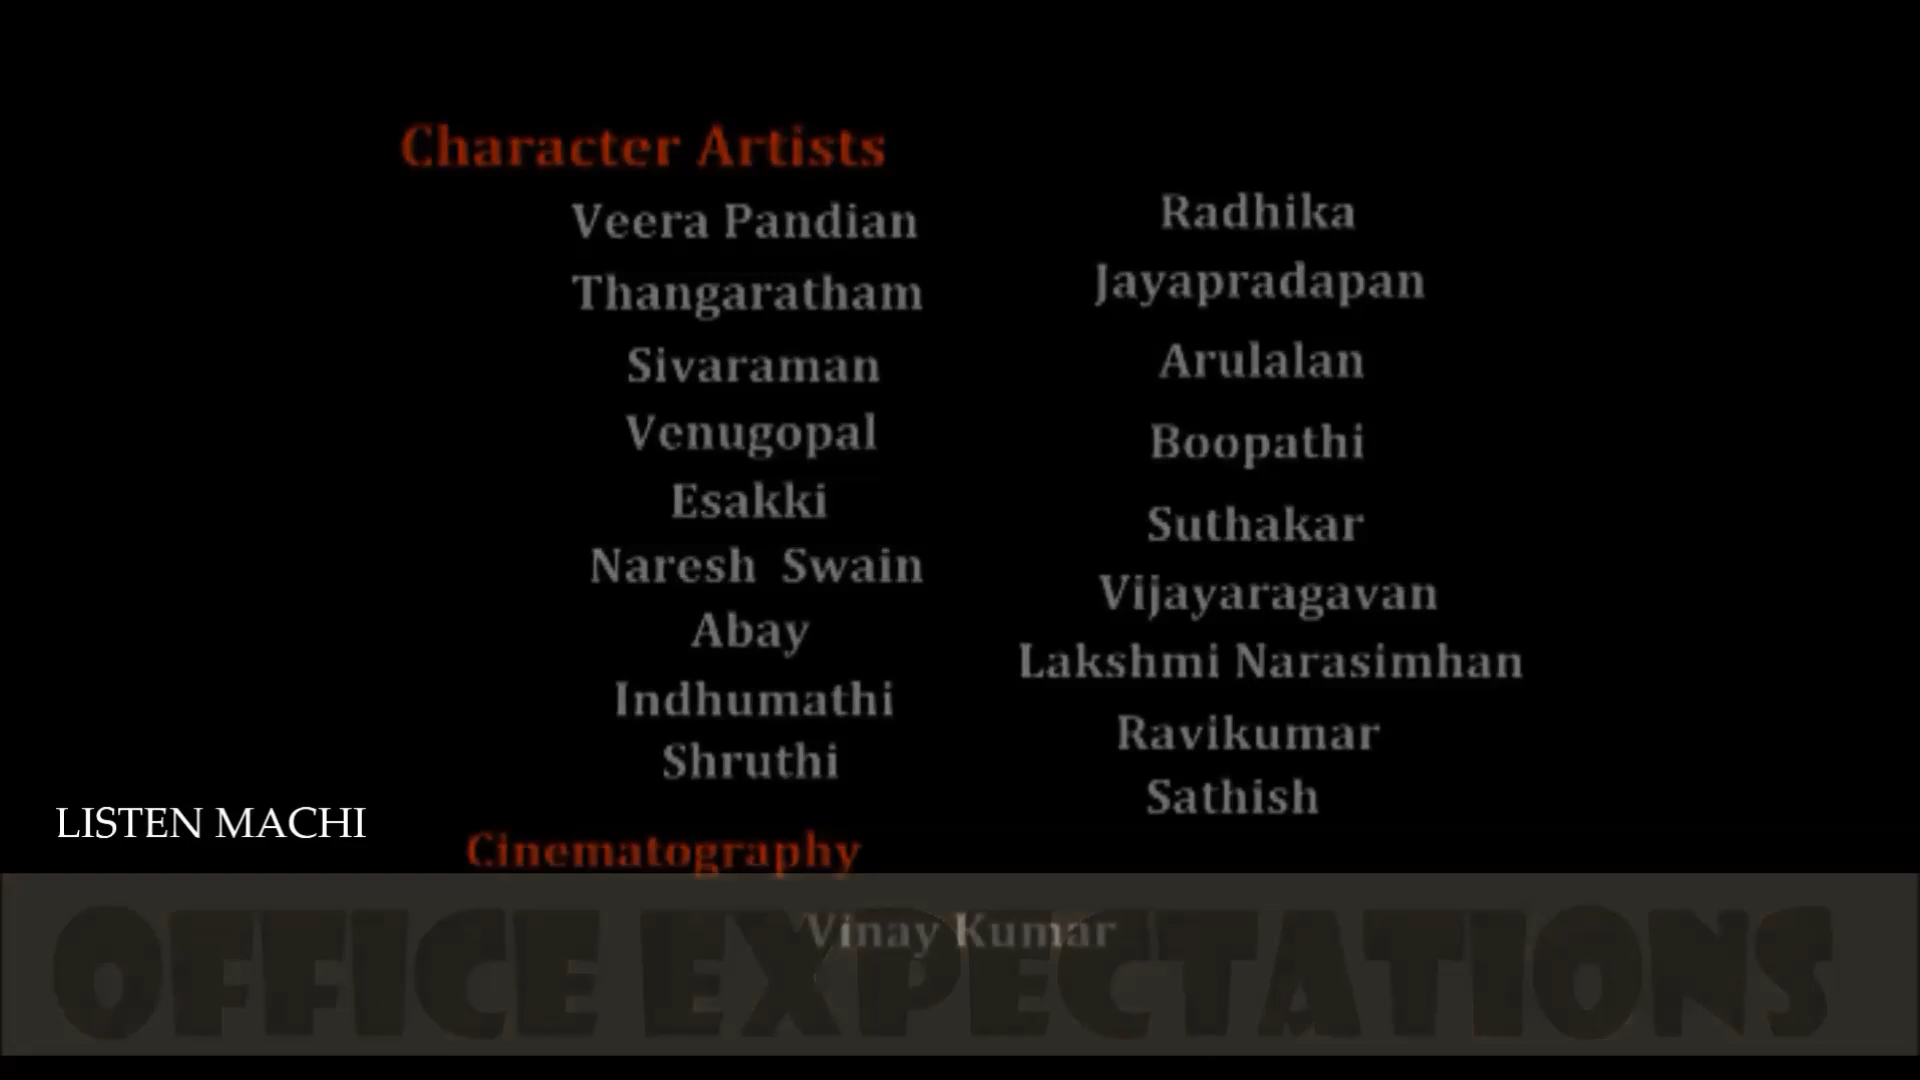 Character Artists
Veera Pandian
Thangaratham
Sivaraman
Venugopal
Esakki
Naresh Swain
Abay
Indhumathi
Shruthi
Radhika
Jayapradapan
Arulalan
Boopathi
Suthakar
Vijayaragavan
Lakshmi Narasimhan
Ravikumar
Sathish
LISTEN MACHI
Cinematography
Vinay Kumar
OFFICE EXPECTATIONS